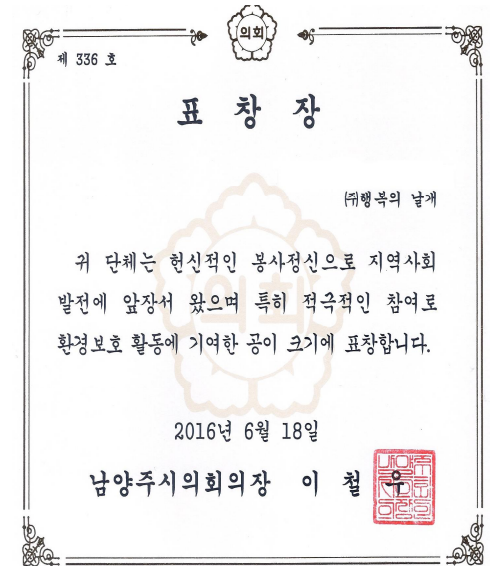 의회
제 336 호
표 창 장
㈜행복의 날개
귀 단체는 헌신적인 봉사정신으로 지역사회
발전에 앞장서 왔으며 특히 적극적인 참여로
환경보호 활동에 기여한 공이 크기에 표창합니다.
2016년 6월 18일
남양주시의회의장 이 철 우